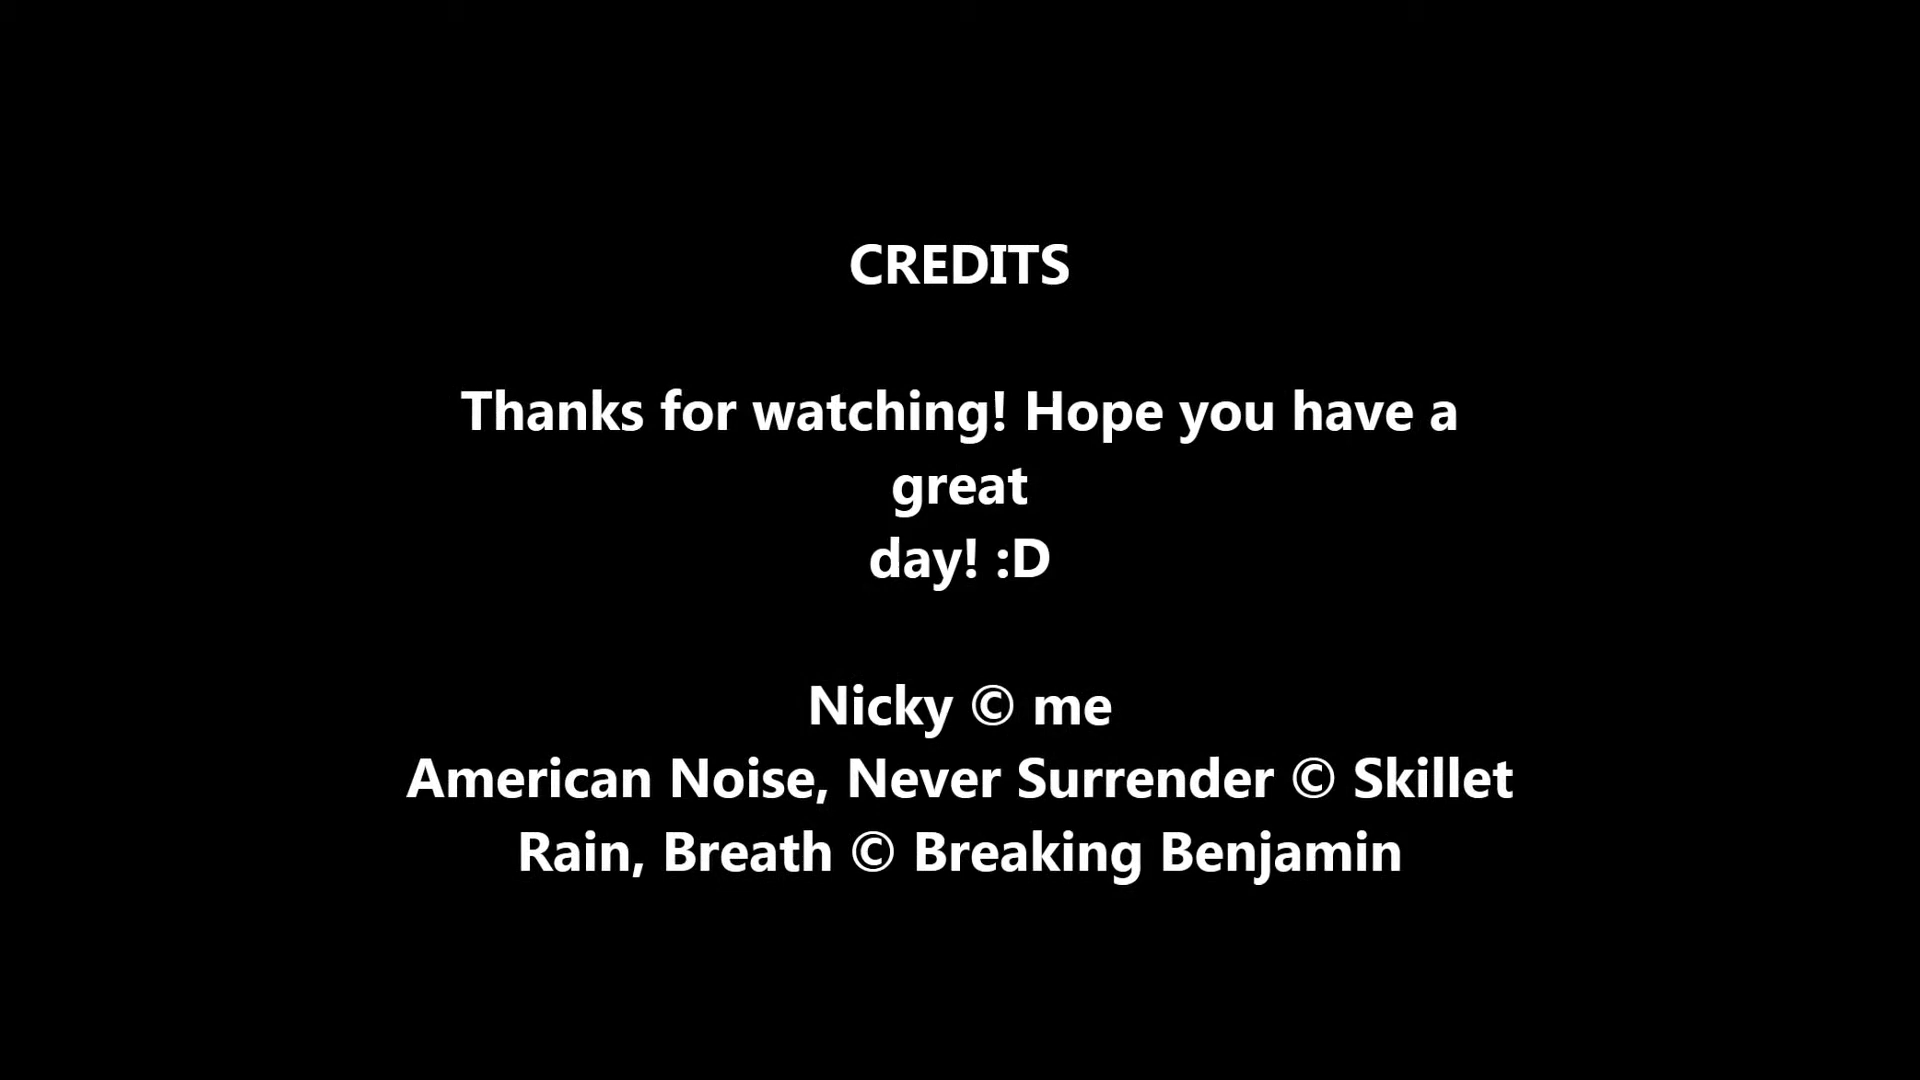 CREDITS
Thanks for watching! Hope you have a
great
day! :D
Nicky © me
American Noise, Never Surrender © Skillet
Rain, Breath © Breaking Benjamin